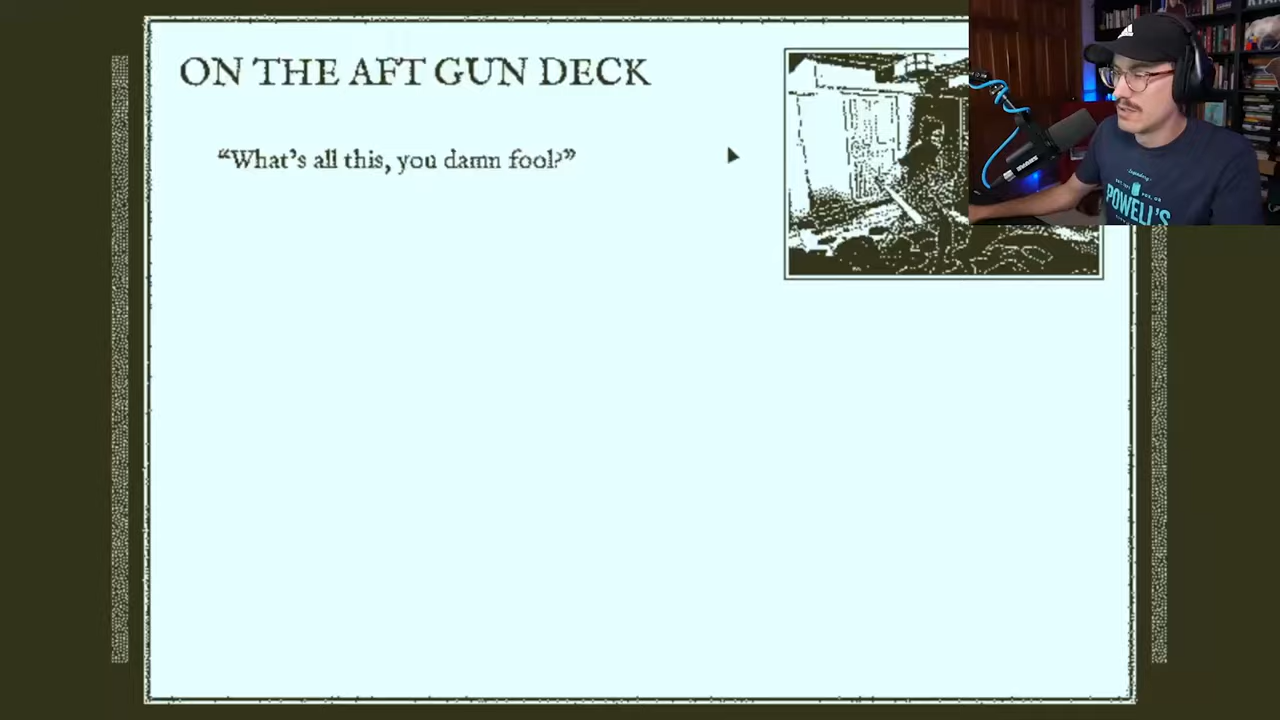 ON THE AFT GUN DECK
“What’s all this, you damn fool?”
POWELL'S